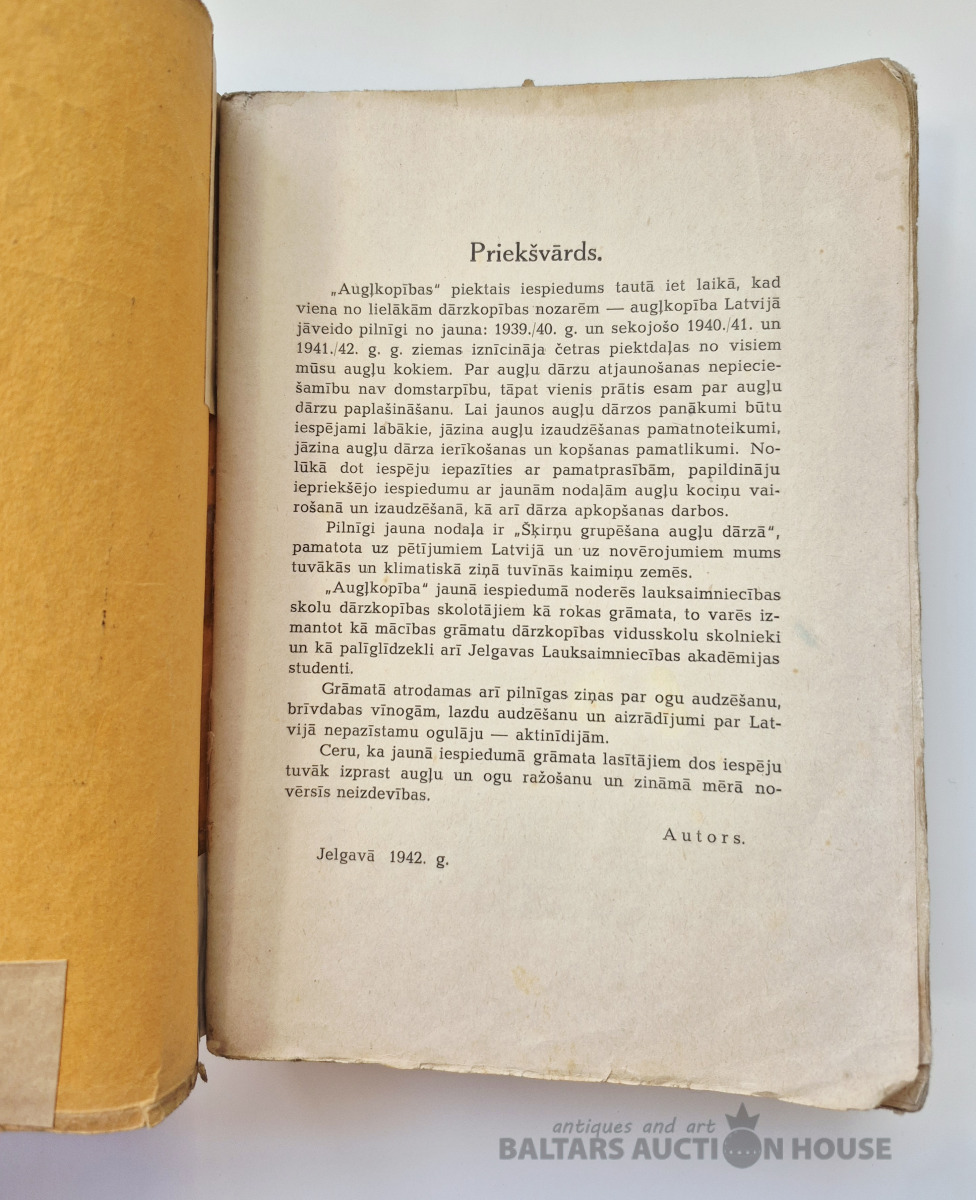 Priekšvārds.
„Augļkopības“ piektais iespiedums tautā iet laikā, kad
viena no lielākām dārzkopības nozarēm — augļkopība Latvijā
jāveido pilnīgi no jauna: 1939./40. g. un sekojošo 1940./41. un
1941./42. g. g. ziemas iznīcināja četras piektdaļas no visiem
mūsu augļu kokiem. Par augļu dārzu atjaunošanas nepiecie-
šamību nav domstarpību, tāpat vienis prātis esam par augļu
dārzu paplašināšanu. Lai jaunos augļu dārzos panākumi būtu
iespējami labākie, jāzina augļu izaudzēšanas pamatnoteikumi,
jāzina augļu dārza ierīkošanas un kopšanas pamatlikumi. No-
lūkā dot iespēju iepazīties ar pamatprasībām, papildināju
iepriekšējo iespiedumu ar jaunām nodaļām augļu kociņu vai-
rošanā un izaudzēšanā, kā arī dārza apkopšanas darbos.
Pilnīgi jauna nodaļa ir „Šķirņu grupēšana augļu dārzā“,
pamatota uz pētījumiem Latvijā un uz novērojumiem mums
tuvākās un klimatiskā ziņā tuvīnās kaimiņu zemēs.
„Augļkopība“ jaunā iespiedumā noderēs lauksaimniecības
skolu dārzkopības skolotājiem kā rokas grāmata, to varēs iz-
mantot kā mācības grāmatu dārzkopības vidusskolu skolnieki
un kā palīglīdzekli arī Jelgavas Lauksaimniecības akadēmijas
studenti.
Grāmatā atrodamas arī pilnīgas ziņas par ogu audzēšanu,
brīvdabas vīnogām, lazdu audzēšanu un aizrādījumi par Lat-
vijā nepazīstamu ogulāju — aktinīdijām.
Ceru, ka jaunā iespiedumā grāmata lasītājiem dos iespēju
tuvāk izprast augļu un ogu ražošanu un zināmā mērā no-
vērsīs neizdevības.
Autors.
Jelgavā 1942. g.
antiques and art
BALTARS AUCTION HOUSE